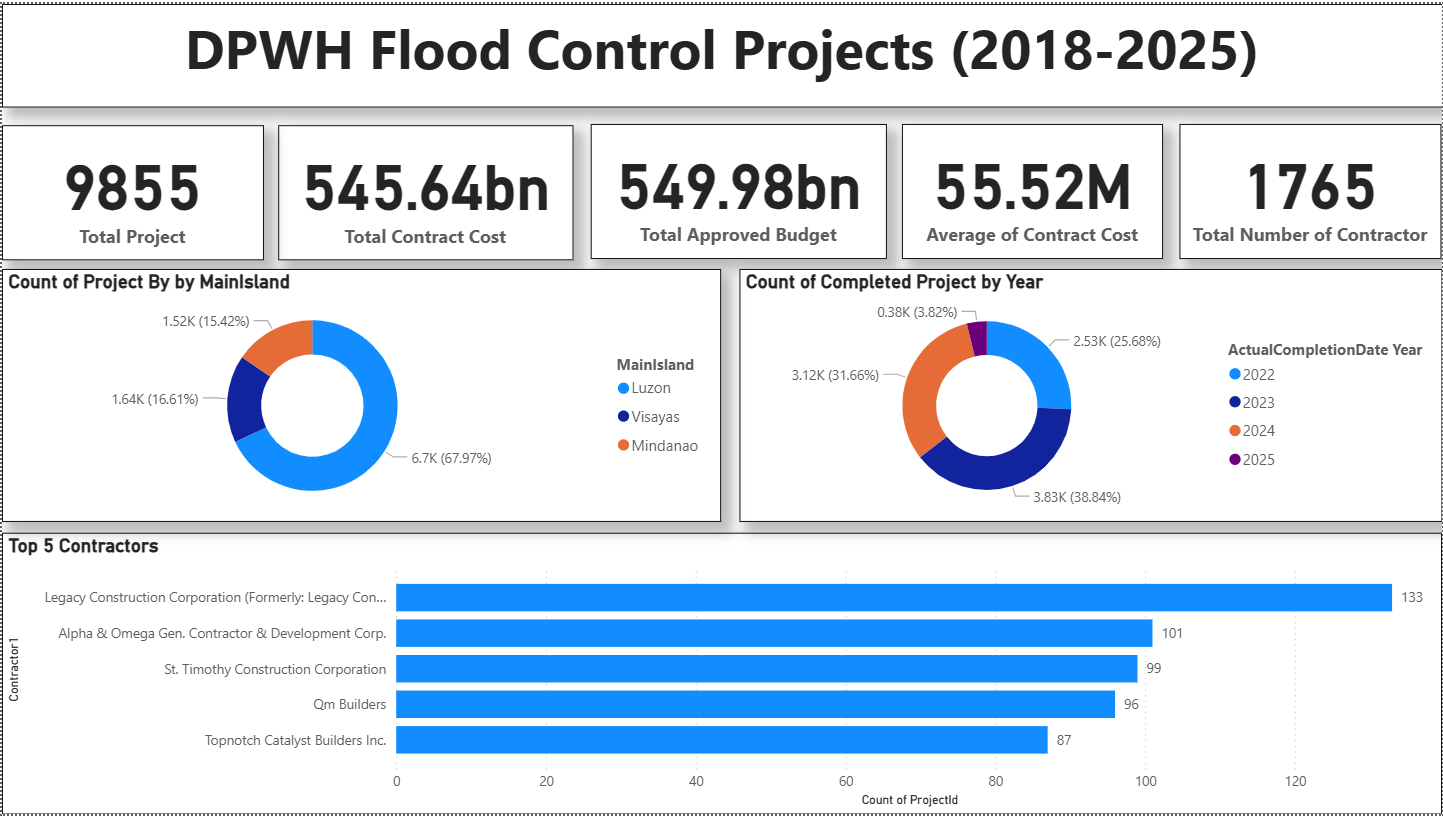 DPWH Flood Control Projects (2018-2025)
9855
Total Project
545.64bn
Total Contract Cost
549.98bn
Total Approved Budget
55.52M
Average of Contract Cost
1765
Total Number of Contractor
Count of Project By by MainIsland
1.52K (15.42%)
1.64K (16.61%)
6.7K (67.97%)
MainIsland
Luzon
Visayas
Mindanao
Count of Completed Project by Year
0.38K (3.82%)
2.53K (25.68%)
3.12K (31.66%)
3.83K (38.84%)
ActualCompletionDate Year
2022
2023
2024
2025
Top 5 Contractors
Contractor1
Legacy Construction Corporation (Formerly: Legacy Con... 133
Alpha & Omega Gen. Contractor & Development Corp. 101
St. Timothy Construction Corporation 99
Qm Builders 96
Topnotch Catalyst Builders Inc. 87
0 20 40 60 80 100 120
Count of ProjectId